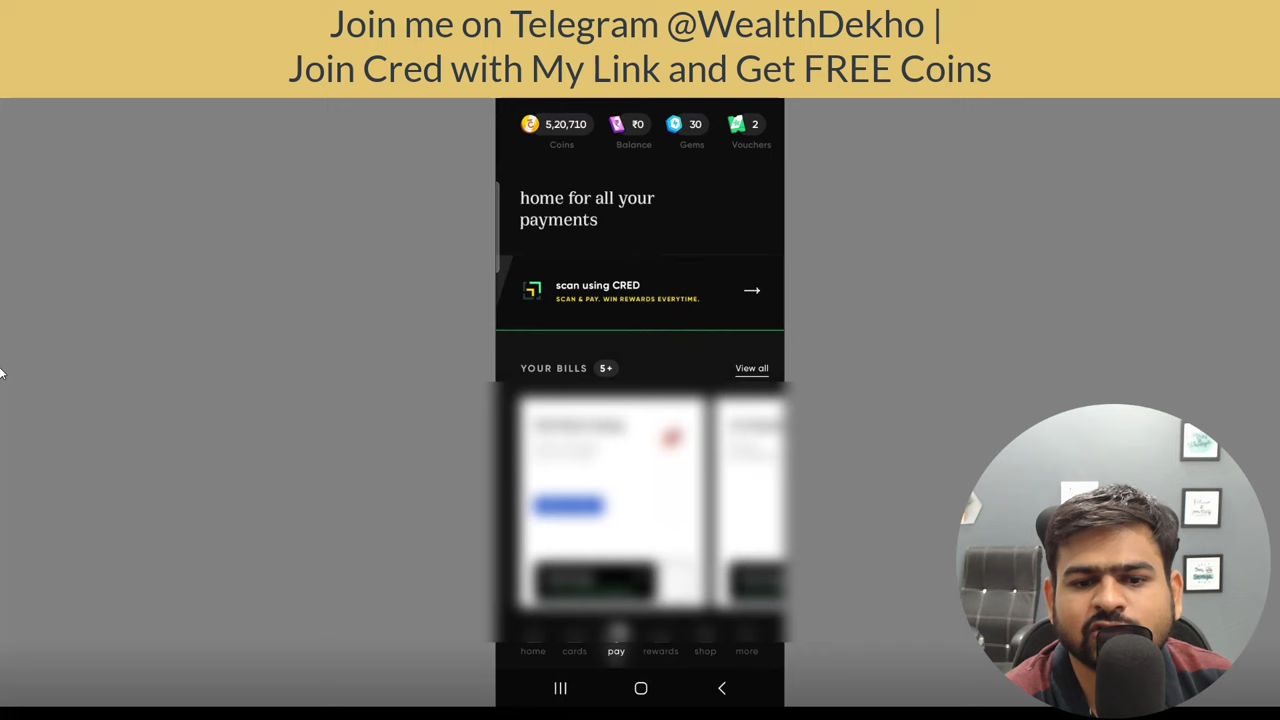 Join me on Telegram @WealthDekho |
Join Cred with My Link and Get FREE Coins
5,20,710
₹0
30
2
Coins
Balance
Gems
Vouchers
home for all your
payments
scan using CRED
SCAN & PAY. WIN REWARDS EVERYTIME.
YOUR BILLS 5+
View all
home
cards
pay
rewards
shop
more